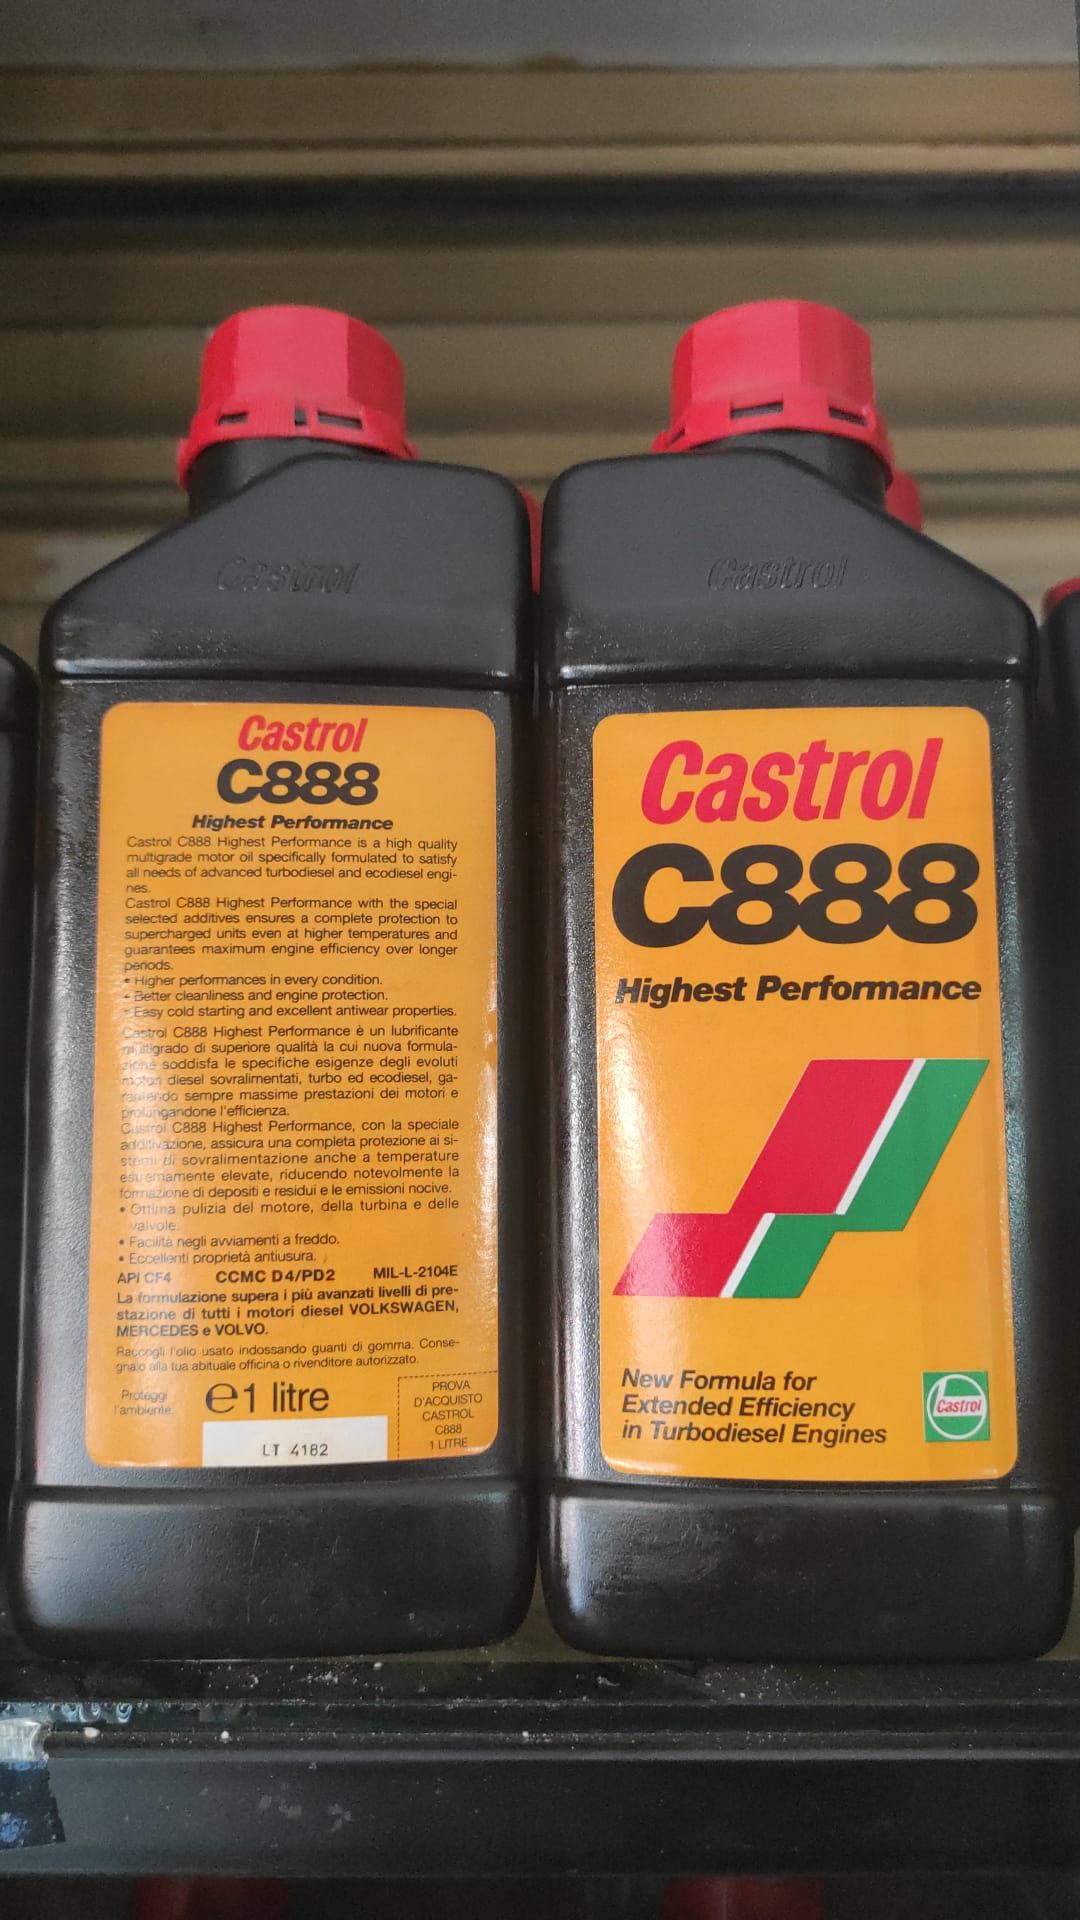 Castrol
Castrol
C888
Highest Performance
Castrol C888 Highest Performance is a high quality
multigrade motor oil specifically formulated to satisfy
all needs of advanced turbodiesel and ecodiesel engi-
nes.
Castrol C888 Highest Performance with the special
selected additives ensures a complete protection to
supercharged units even at higher temperatures and
guarantees maximum engine efficiency over longer
periods.
• Higher performances in every condition.
• Better cleanliness and engine protection.
• Easy cold starting and excellent antiwear properties.
Castrol C888 Highest Performance è un lubrificante
multigrado di superiore qualità la cui nuova formula-
zione soddisfa le specifiche esigenze degli evoluti
motori diesel sovralimentati, turbo ed ecodiesel, ga-
rantendo sempre massime prestazioni dei motori e
prolungandone l'efficienza.
Castrol C888 Highest Performance, con la speciale
additivazione, assicura una completa protezione ai si-
stemi di sovralimentazione anche a temperature
estremamente elevate, riducendo notevolmente la
formazione di depositi e residui e le emissioni nocive.
• Ottima pulizia del motore, della turbina e delle
valvole.
• Facilità negli avviamenti a freddo.
• Eccellenti proprietà antiusura.
API CF4 CCMC D4/PD2 MIL-L-2104E
La formulazione supera i più avanzati livelli di pre-
stazione di tutti i motori diesel VOLKSWAGEN,
MERCEDES e VOLVO.
Raccogli l'olio usato indossando guanti di gomma. Conse-
gnalo alla tua abituale officina o rivenditore autorizzato.
Proteggi
l'ambiente.
℮1 litre
LT 4182
PROVA
D'ACQUISTO
CASTROL
C888
1 LITRE
Castrol
Castrol
C888
Highest Performance
New Formula for
Extended Efficiency
in Turbodiesel Engines
Castrol